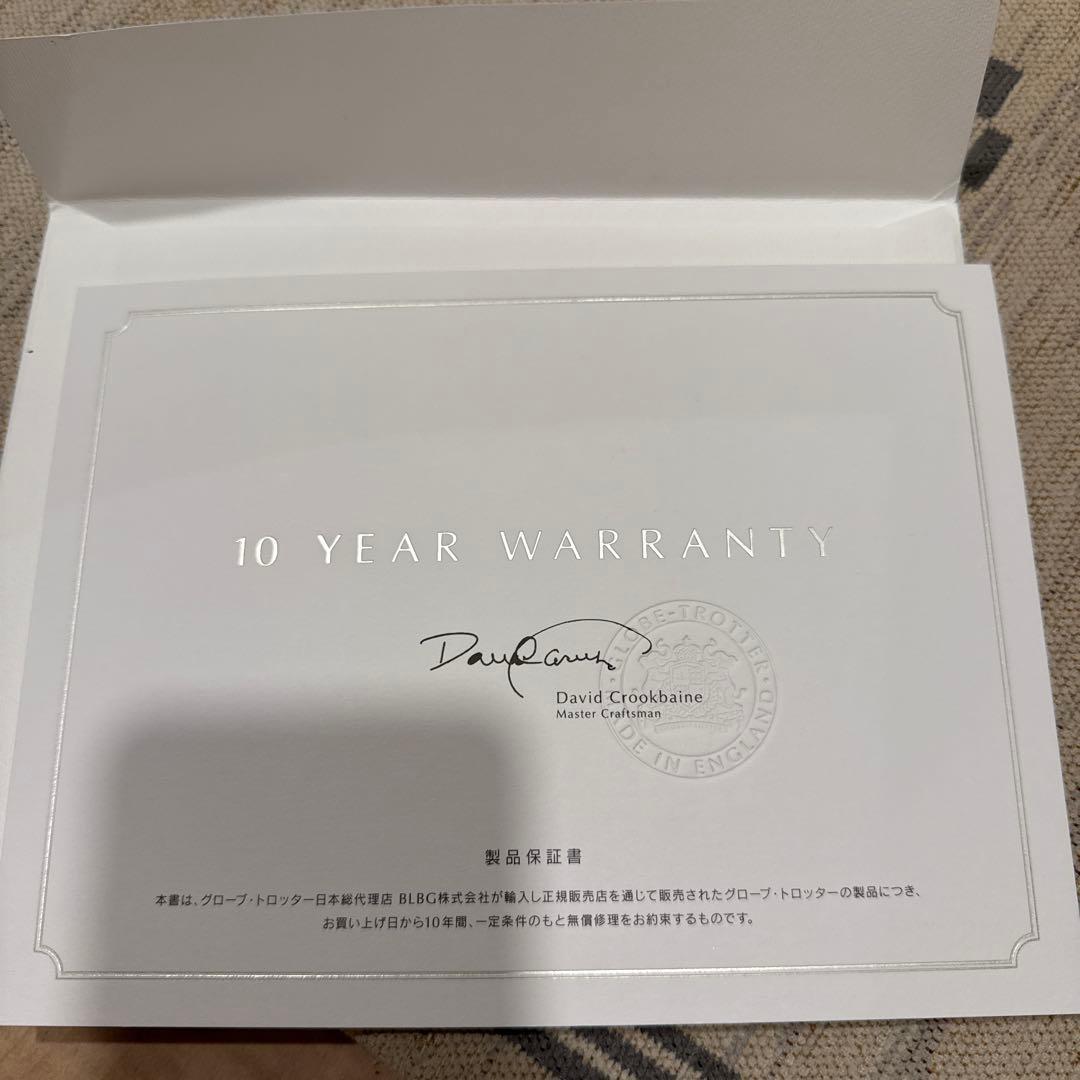 10 YEAR WARRANTY
GLOBE-TROTTER
MADE IN ENGLAND
David Crookbaine
Master Craftsman
製品保証書
本書は、グローブ・トロッター日本総代理店 BLBG株式会社が輸入し正規販売店を通じて販売されたグローブ・トロッターの製品につき、
お買い上げ日から10年間、一定条件のもと無償修理をお約束するものです。